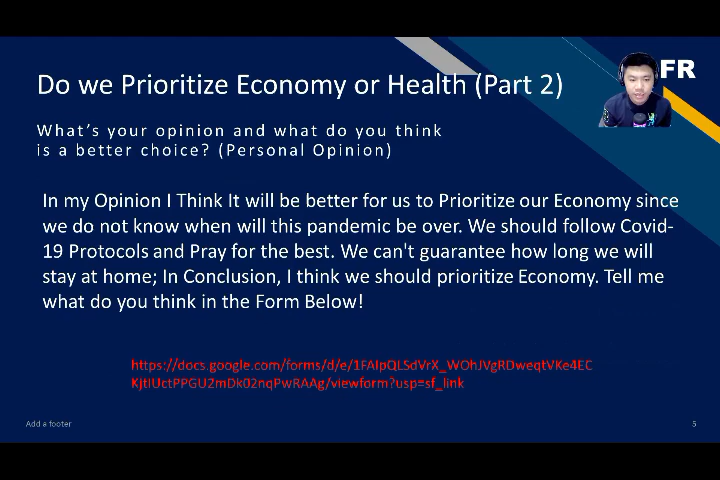 FR
Do we Prioritize Economy or Health (Part 2)
What's your opinion and what do you think
is a better choice? (Personal Opinion)
In my Opinion I Think It will be better for us to Prioritize our Economy since
we do not know when will this pandemic be over. We should follow Covid-
19 Protocols and Pray for the best. We can't guarantee how long we will
stay at home; In Conclusion, I think we should prioritize Economy. Tell me
what do you think in the Form Below!
https://docs.google.com/forms/d/e/1FAIpQLSdVrX_WOhJVgRDweqtVKe4EC
KjtIUctPPGU2mDk02nqPwRAAg/viewform?usp=sf_link
Add a footer
5